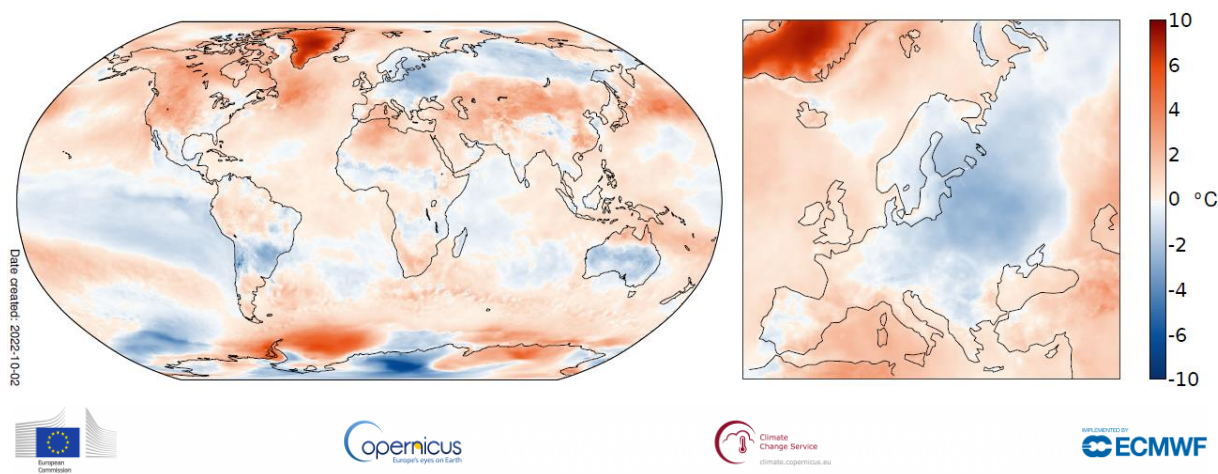 Date created: 2022-10-02
10
6
4
2
0 °C
-2
-4
-6
-10
European
Commission
opernicus
Europe's eyes on Earth
Climate
Change Service
climate.copernicus.eu
IMPLEMENTED BY
ECMWF